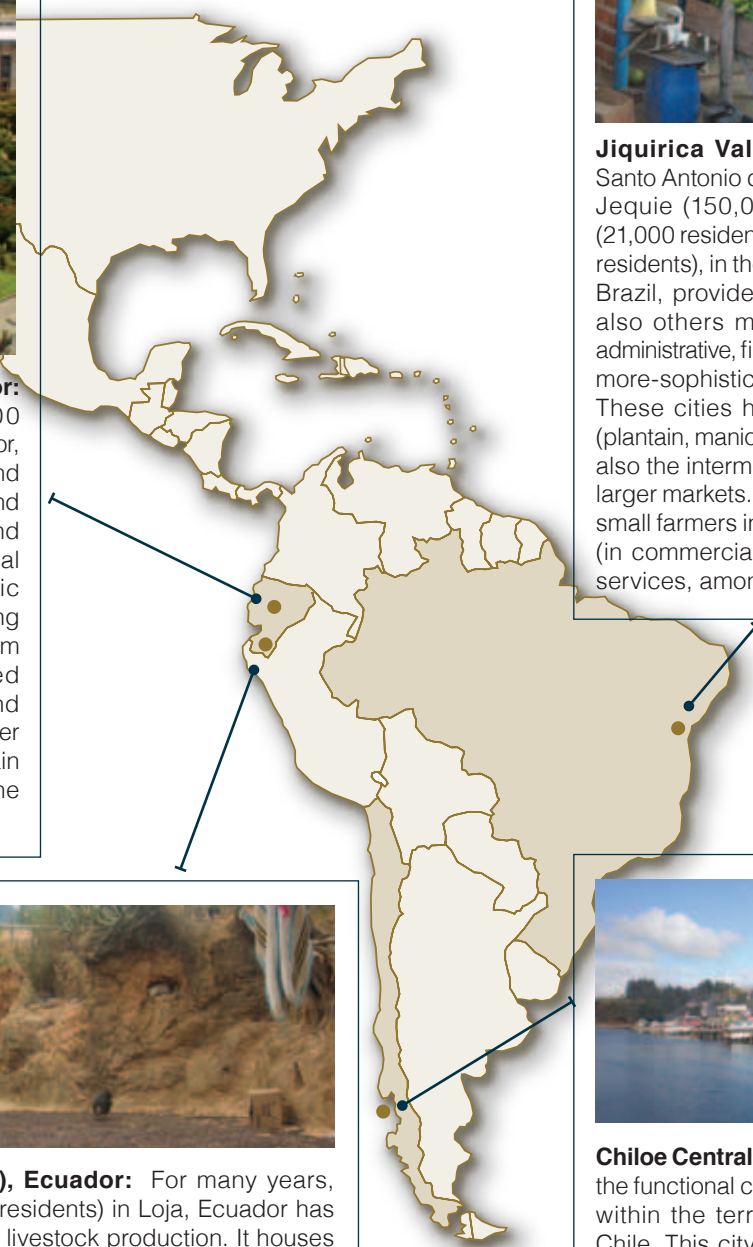 or:
00
or,
nd
nd
nd
al
ic
ng
m
ed
nd
er
in
ne
Jiquirica Val
Santo Antonio
Jequie (150,0
(21,000 residen
residents), in the
Brazil, provide
also others m
administrative, fi
more-sophistic
These cities h
(plantain, manic
also the interm
larger markets.
small farmers in
(in commercia
services, amon
), Ecuador: For many years,
residents) in Loja, Ecuador has
livestock production. It houses
Chiloe Central
the functional c
within the terr
Chile. This city